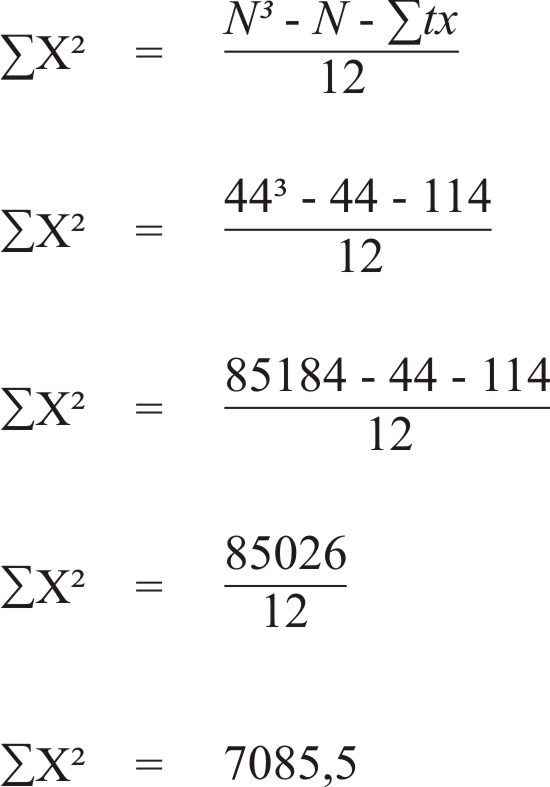 ∑X² = N³ - N - ∑tx
12
∑X² = 44³ - 44 - 114
12
∑X² = 85184 - 44 - 114
12
∑X² = 85026
12
∑X² = 7085,5